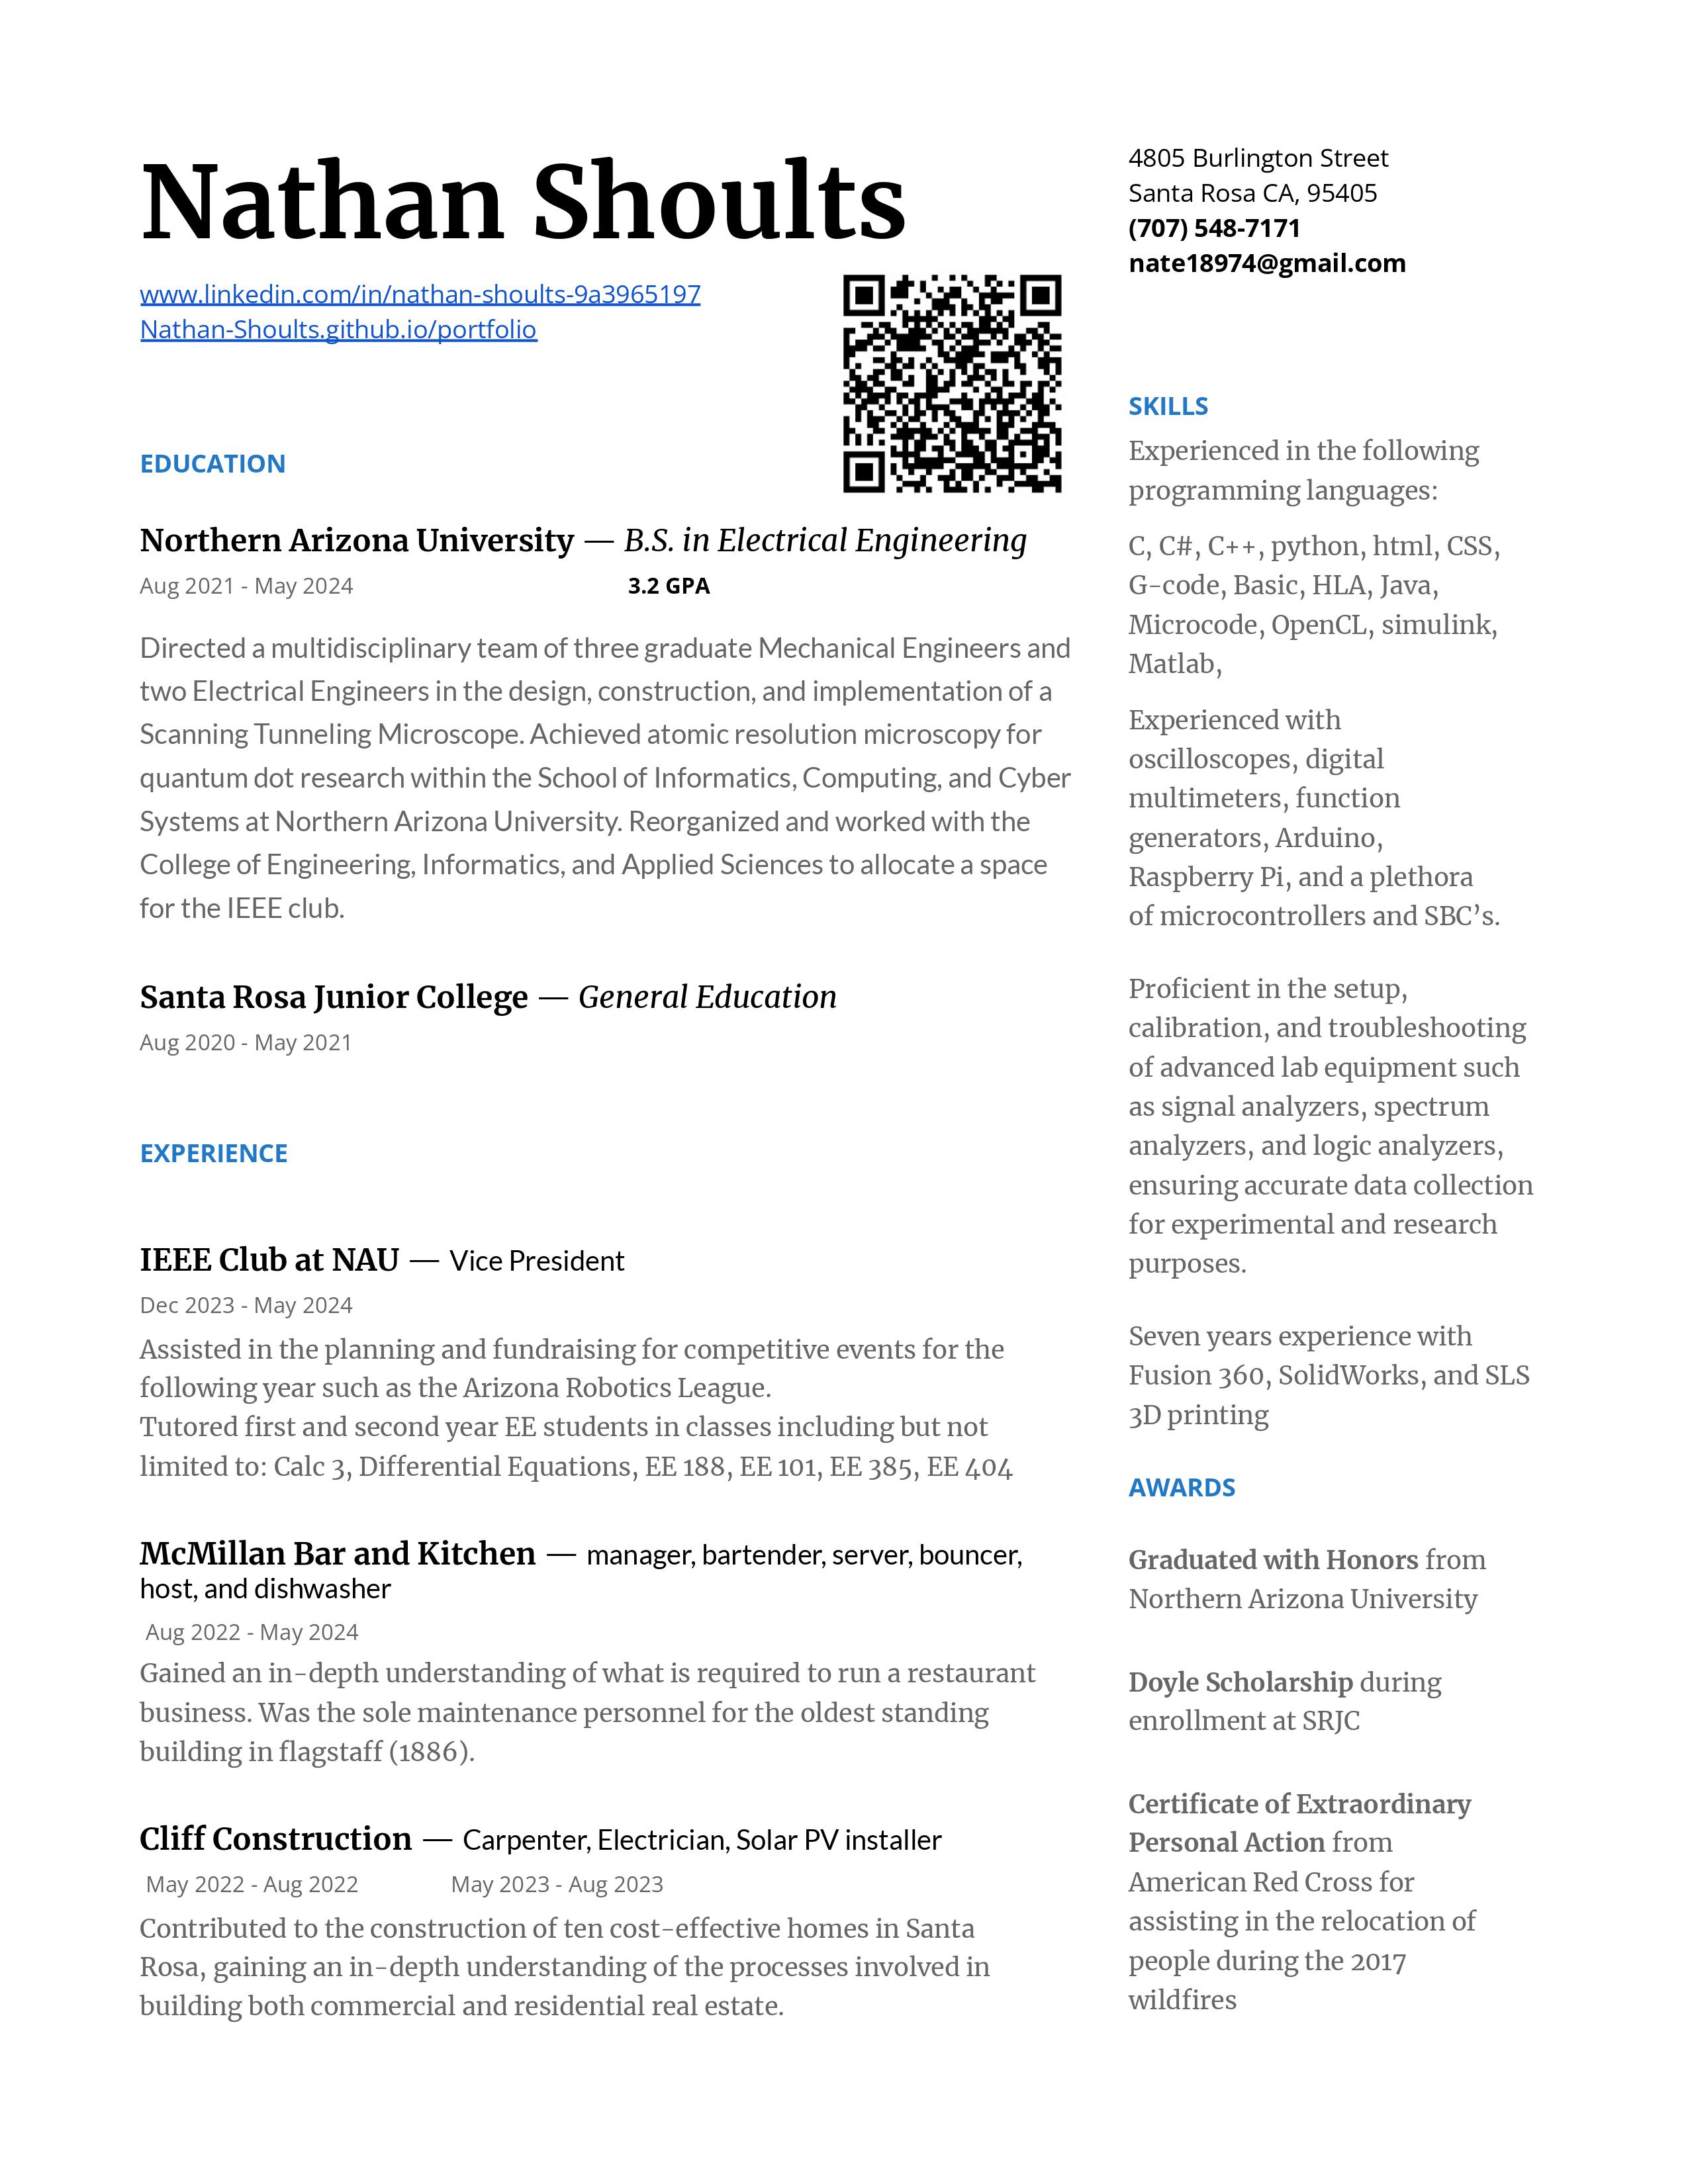 Nathan Shoults
www.linkedin.com/in/nathan-shoults-9a3965197
Nathan-Shoults.github.io/portfolio
4805 Burlington Street
Santa Rosa CA, 95405
(707) 548-7171
nate18974@gmail.com
EDUCATION
Northern Arizona University — B.S. in Electrical Engineering
Aug 2021 - May 2024 3.2 GPA
Directed a multidisciplinary team of three graduate Mechanical Engineers and
two Electrical Engineers in the design, construction, and implementation of a
Scanning Tunneling Microscope. Achieved atomic resolution microscopy for
quantum dot research within the School of Informatics, Computing, and Cyber
Systems at Northern Arizona University. Reorganized and worked with the
College of Engineering, Informatics, and Applied Sciences to allocate a space
for the IEEE club.
Santa Rosa Junior College — General Education
Aug 2020 - May 2021
EXPERIENCE
IEEE Club at NAU — Vice President
Dec 2023 - May 2024
Assisted in the planning and fundraising for competitive events for the
following year such as the Arizona Robotics League.
Tutored first and second year EE students in classes including but not
limited to: Calc 3, Differential Equations, EE 188, EE 101, EE 385, EE 404
McMillan Bar and Kitchen — manager, bartender, server, bouncer,
host, and dishwasher
Aug 2022 - May 2024
Gained an in-depth understanding of what is required to run a restaurant
business. Was the sole maintenance personnel for the oldest standing
building in flagstaff (1886).
Cliff Construction — Carpenter, Electrician, Solar PV installer
May 2022 - Aug 2022 May 2023 - Aug 2023
Contributed to the construction of ten cost-effective homes in Santa
Rosa, gaining an in-depth understanding of the processes involved in
building both commercial and residential real estate.
SKILLS
Experienced in the following
programming languages:
C, C#, C++, python, html, CSS,
G-code, Basic, HLA, Java,
Microcode, OpenCL, simulink,
Matlab,
Experienced with
oscilloscopes, digital
multimeters, function
generators, Arduino,
Raspberry Pi, and a plethora
of microcontrollers and SBC’s.
Proficient in the setup,
calibration, and troubleshooting
of advanced lab equipment such
as signal analyzers, spectrum
analyzers, and logic analyzers,
ensuring accurate data collection
for experimental and research
purposes.
Seven years experience with
Fusion 360, SolidWorks, and SLS
3D printing
AWARDS
Graduated with Honors from
Northern Arizona University
Doyle Scholarship during
enrollment at SRJC
Certificate of Extraordinary
Personal Action from
American Red Cross for
assisting in the relocation of
people during the 2017
wildfires